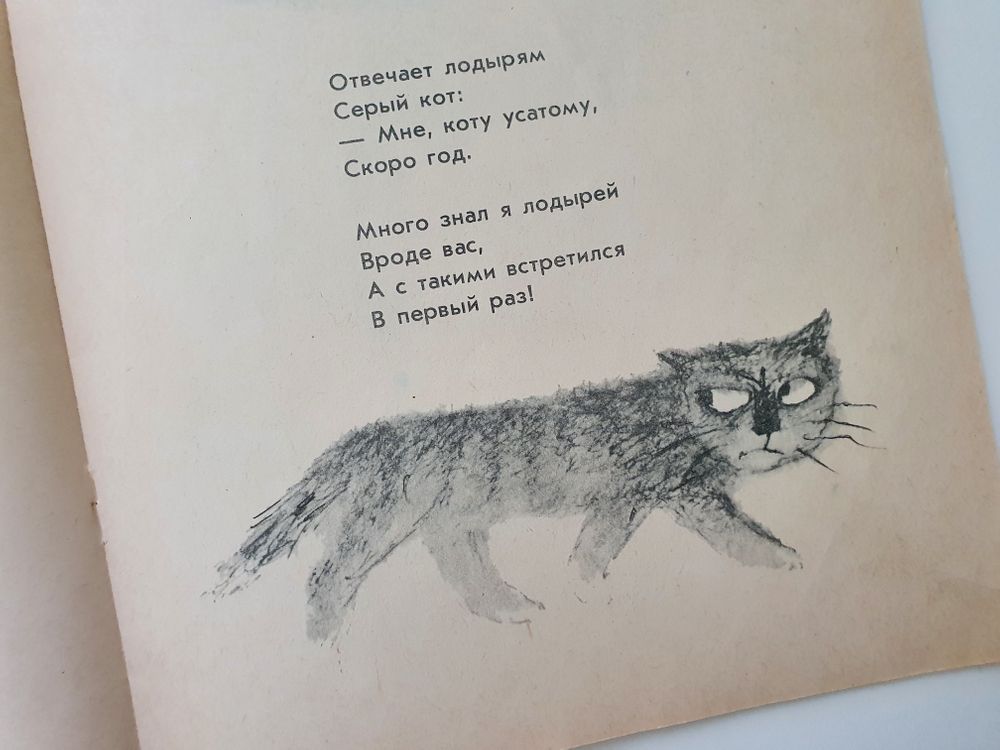 Отвечает лодырям
Серый кот:
— Мне, коту усатому,
Скоро год.
Много знал я лодырей
Вроде вас,
А с такими встретился
В первый раз!